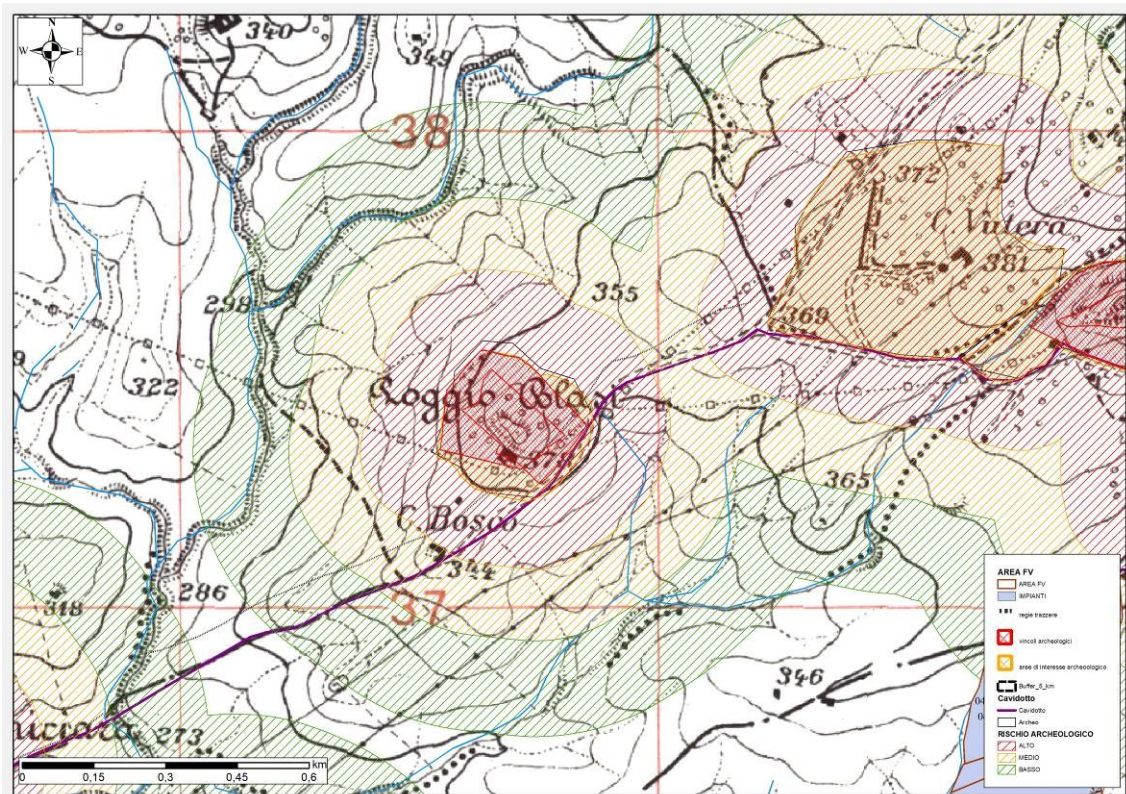 N
W E
S
340
349
38
372
C. Vitera
381
355
298
369
322
Poggio Blasi
378
365
C. Bosco
344
37
286
318
346
273
km
0 0,15 0,3 0,45 0,6
AREA FV
AREA FV
IMPIANTI
regie trazzere
vincoli archeologici
aree di interesse archeologico
Buffer_5_km
Cavidotto
Cavidotto
Archeo
RISCHIO ARCHEOLOGICO
ALTO
MEDIO
BASSO